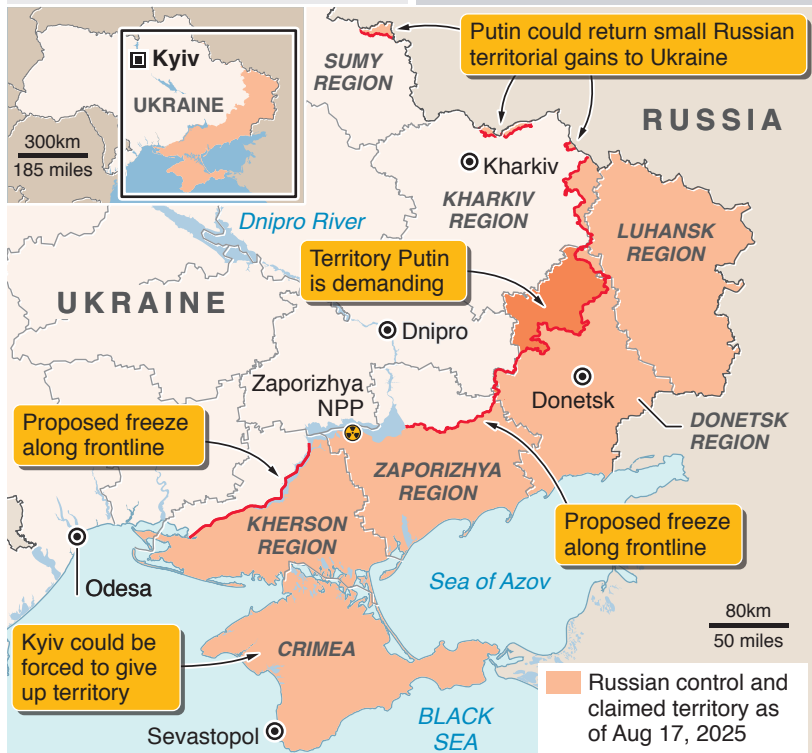 Kyiv
UKRAINE
300km
185 miles
Putin could return small Russian
territorial gains to Ukraine
SUMY
REGION
RUSSIA
Kharkiv
KHARKIV
REGION
Dnipro River
LUHANSK
REGION
Territory Putin
is demanding
UKRAINE
Dnipro
Zaporizhya
NPP
Donetsk
DONETSK
REGION
Proposed freeze
along frontline
ZAPORIZHYA
REGION
KHERSON
REGION
Proposed freeze
along frontline
Odesa
Sea of Azov
80km
50 miles
Kyiv could be
forced to give
up territory
CRIMEA
Sevastopol
BLACK
SEA
Russian control and
claimed territory as
of Aug 17, 2025